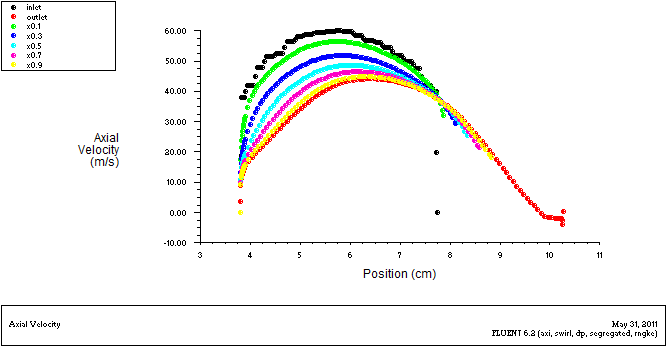 inlet
outlet
x0.1
x0.3
x0.5
x0.7
x0.9
60.00
50.00
40.00
30.00
20.00
10.00
0.00
-10.00
Axial
Velocity
(m/s)
3 4 5 6 7 8 9 10 11
Position (cm)
Axial Velocity
May 31, 2011
FLUENT 6.2 (axi, swirl, dp, segregated, rngke)